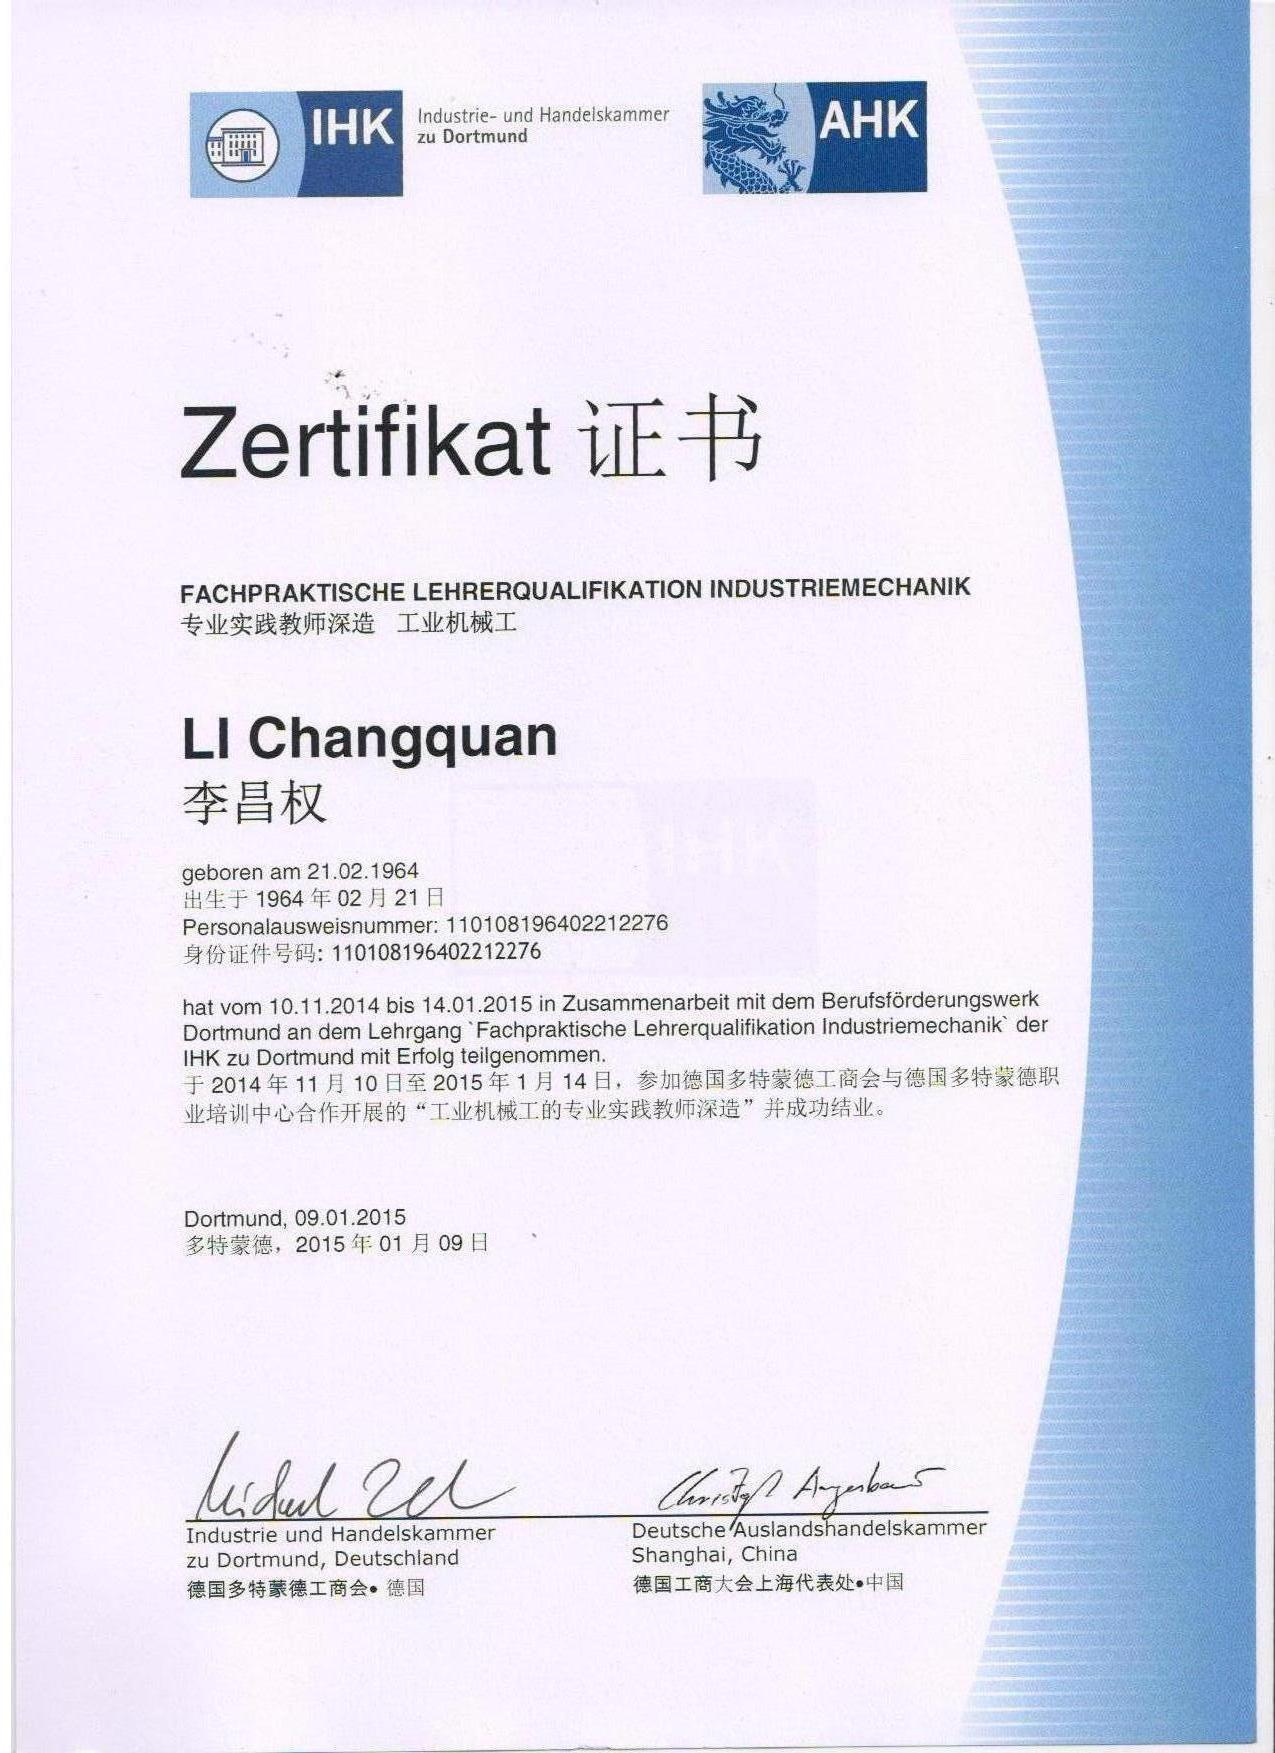 IHK
Industrie- und Handelskammer
zu Dortmund
AHK
Zertifikat 证书
FACHPRAKTISCHE LEHRERQUALIFIKATION INDUSTRIEMECHANIK
专业实践教师深造 工业机械工
LI Changquan
李昌权
geboren am 21.02.1964
出生于 1964 年 02 月 21 日
Personalausweisnummer: 110108196402212276
身份证件号码: 110108196402212276
hat vom 10.11.2014 bis 14.01.2015 in Zusammenarbeit mit dem Berufsförderungswerk
Dortmund an dem Lehrgang `Fachpraktische Lehrerqualifikation Industriemechanik` der
IHK zu Dortmund mit Erfolg teilgenommen.
于 2014 年 11 月 10 日至 2015 年 1 月 14 日，参加德国多特蒙德工商会与德国多特蒙德职
业培训中心合作开展的“工业机械工的专业实践教师深造”并成功结业。
Dortmund, 09.01.2015
多特蒙德，2015 年 01 月 09 日
Michael
Christoph Angerbauer
Industrie und Handelskammer
zu Dortmund, Deutschland
德国多特蒙德工商会• 德国
Deutsche Auslandshandelskammer
Shanghai, China
德国工商大会上海代表处•中国